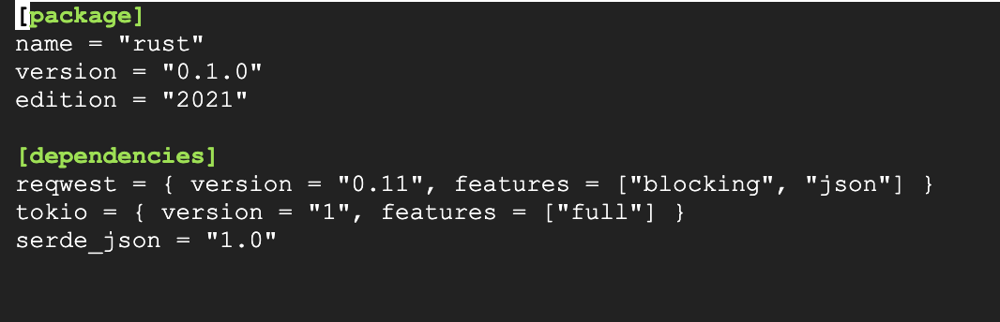 [package]
name = "rust"
version = "0.1.0"
edition = "2021"
[dependencies]
reqwest = { version = "0.11", features = ["blocking", "json"] }
tokio = { version = "1", features = ["full"] }
serde_json = "1.0"